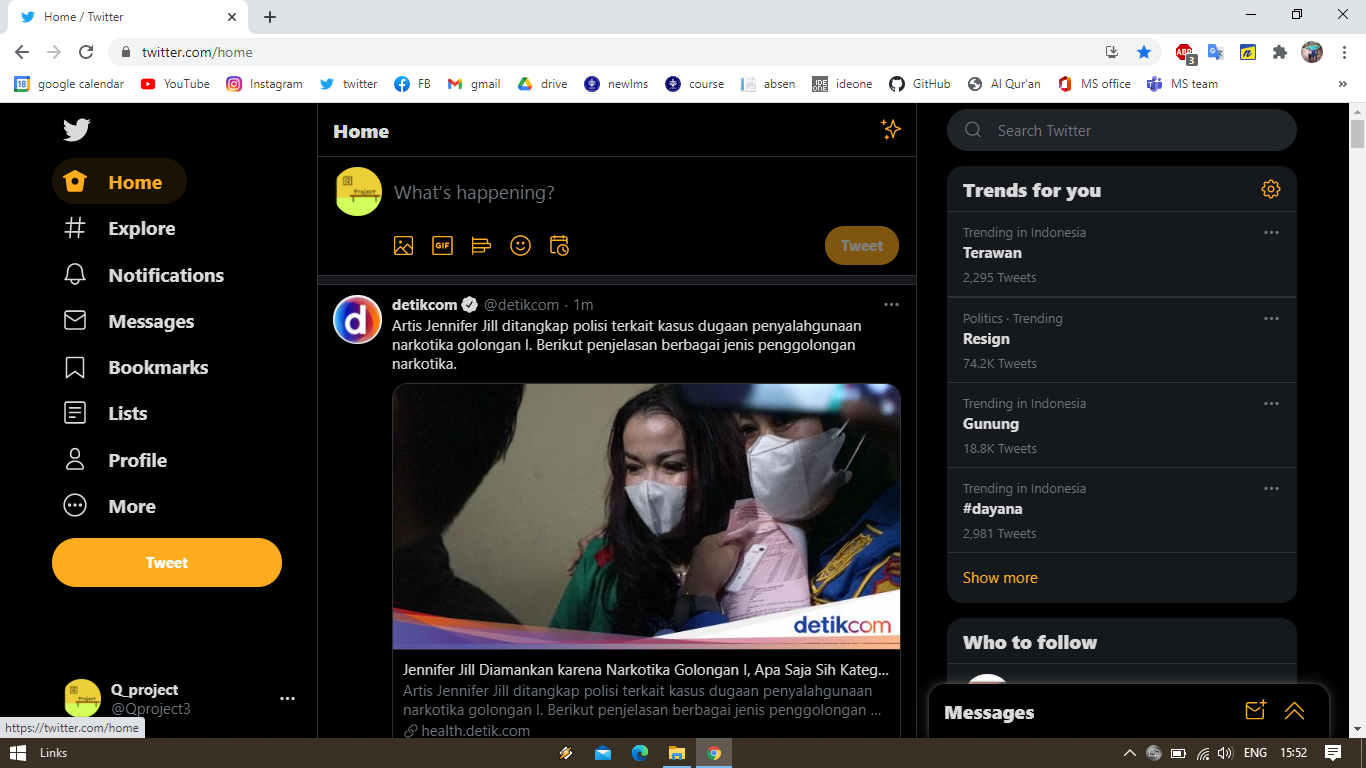 Home / Twitter
twitter.com/home
ABP
3
18
google calendar
YouTube
Instagram
twitter
FB
gmail
drive
newlms
course
absen
IDE
ONE
ideone
GitHub
Al Qur'an
MS office
MS team
»
Home
Explore
Notifications
Messages
Bookmarks
Lists
Profile
More
Tweet
Q_project
@Qproject3
https://twitter.com/home
Home
Q
Project
What's happening?
GIF
Tweet
detikcom @detikcom · 1m
Artis Jennifer Jill ditangkap polisi terkait kasus dugaan penyalahgunaan
narkotika golongan I. Berikut penjelasan berbagai jenis penggolongan
narkotika.
detikcom
Jennifer Jill Diamankan karena Narkotika Golongan I, Apa Saja Sih Kateg...
Artis Jennifer Jill ditangkap polisi terkait kasus dugaan penyalahgunaan
narkotika golongan I. Berikut penjelasan berbagai jenis penggolongan ...
health.detik.com
Search Twitter
Trends for you
Trending in Indonesia
Terawan
2,295 Tweets
Politics · Trending
Resign
74.2K Tweets
Trending in Indonesia
Gunung
18.8K Tweets
Trending in Indonesia
#dayana
2,981 Tweets
Show more
Who to follow
Messages
Links
ENG
15:52